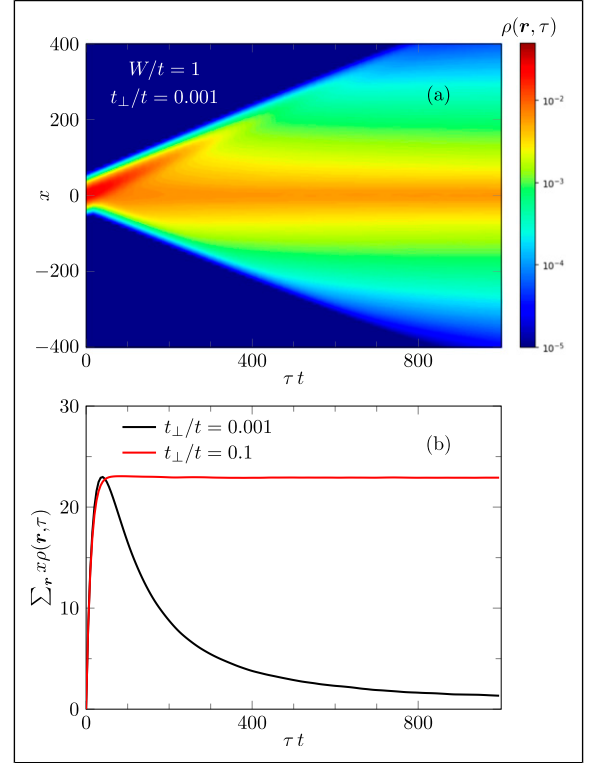 ρ(r, τ)
400
W/t = 1
t⊥/t = 0.001
(a)
10⁻²
200
x
0
10⁻³
−200
10⁻⁴
−400
10⁻⁵
0
400
800
τ t
30
t⊥/t = 0.001
(b)
t⊥/t = 0.1
20
∑r xρ(r,τ)
10
0
0
400
800
τ t